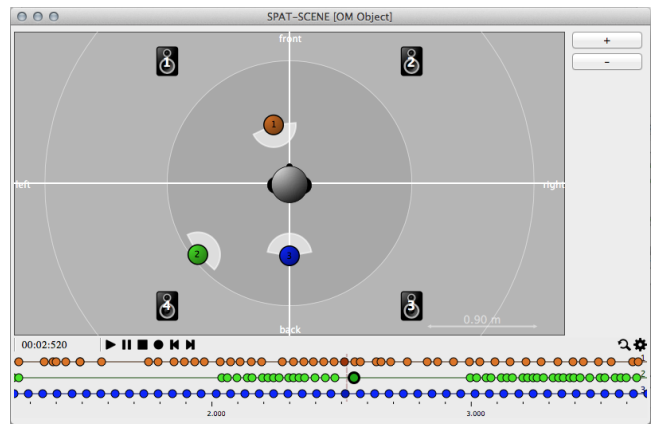 SPAT-SCENE [OM Object]
front
+
-
1
2
1
left
right
2
3
4
3
0.90 m
back
00:02:520
1
2
3
2.000
3.000